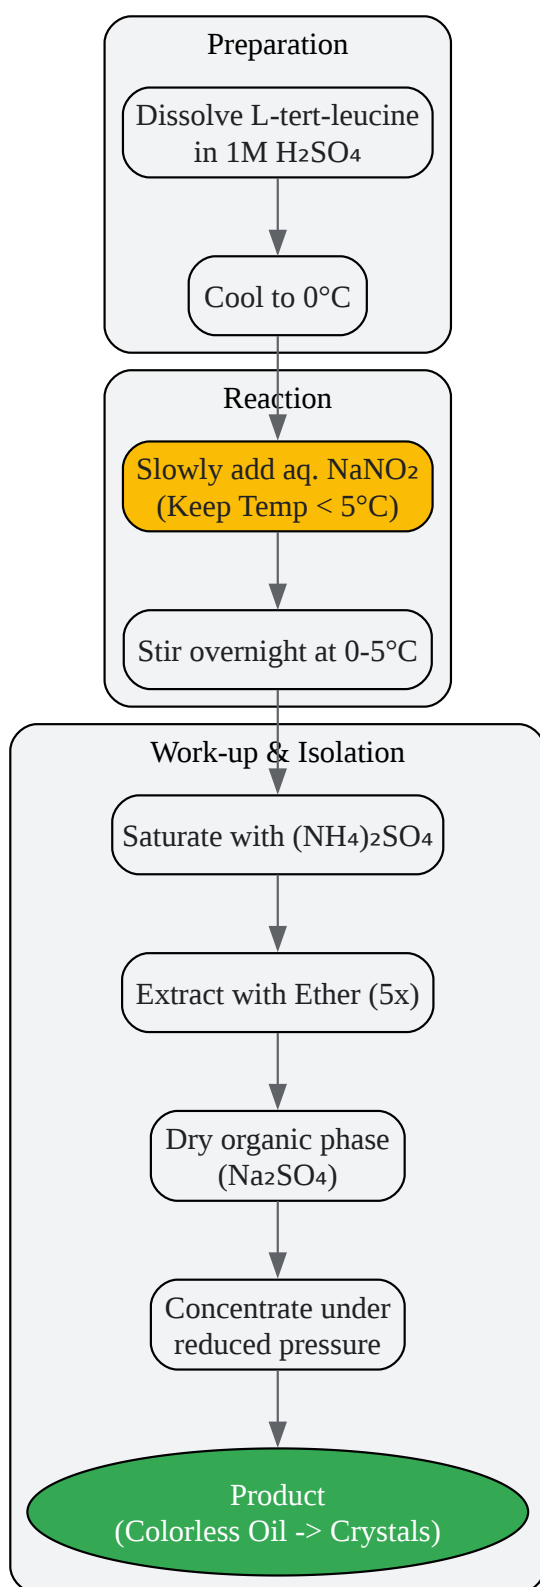 Preparation
Dissolve L-tert-leucine
in 1M H₂SO₄
Cool to 0°C
Reaction
Slowly add aq. NaNO₂
(Keep Temp < 5°C)
Stir overnight at 0-5°C
Work-up & Isolation
Saturate with (NH₄)₂SO₄
Extract with Ether (5x)
Dry organic phase
(Na₂SO₄)
Concentrate under
reduced pressure
Product
(Colorless Oil -> Crystals)